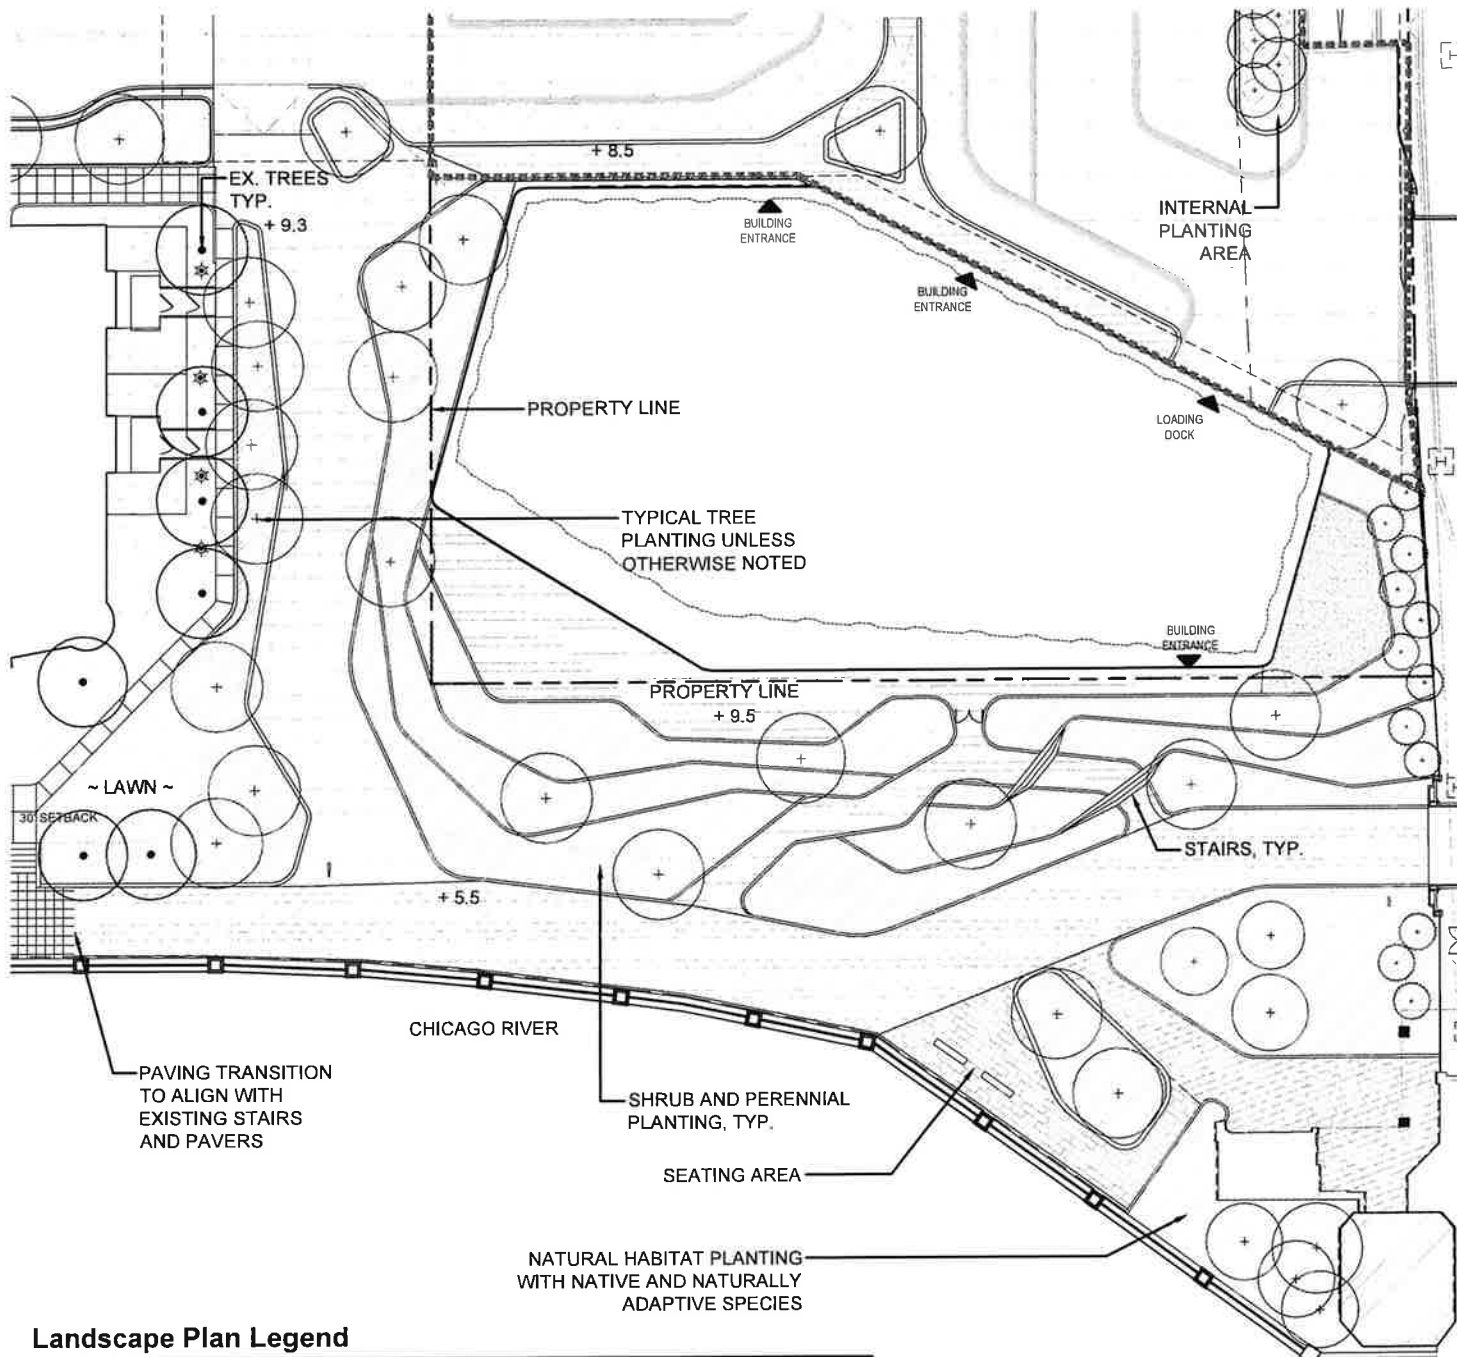 + 8.5
EX. TREES
TYP.
+ 9.3
BUILDING
ENTRANCE
INTERNAL
PLANTING
AREA
BUILDING
ENTRANCE
PROPERTY LINE
LOADING
DOCK
TYPICAL TREE
PLANTING UNLESS
OTHERWISE NOTED
BUILDING
ENTRANCE
PROPERTY LINE
+ 9.5
~ LAWN ~
30' SETBACK
STAIRS, TYP.
+ 5.5
CHICAGO RIVER
PAVING TRANSITION
TO ALIGN WITH
EXISTING STAIRS
AND PAVERS
SHRUB AND PERENNIAL
PLANTING, TYP.
SEATING AREA
NATURAL HABITAT PLANTING
WITH NATIVE AND NATURALLY
ADAPTIVE SPECIES
Landscape Plan Legend